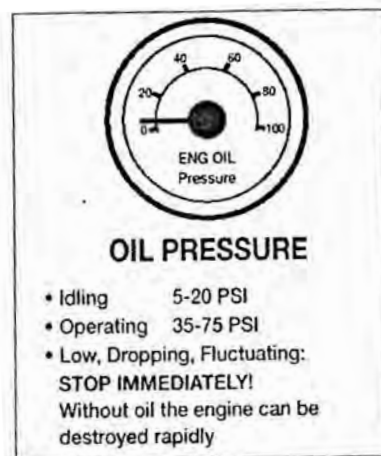 40 60
20 80
0 100
ENG OIL
Pressure
OIL PRESSURE
• Idling 5-20 PSI
• Operating 35-75 PSI
• Low, Dropping, Fluctuating:
STOP IMMEDIATELY!
Without oil the engine can be
destroyed rapidly